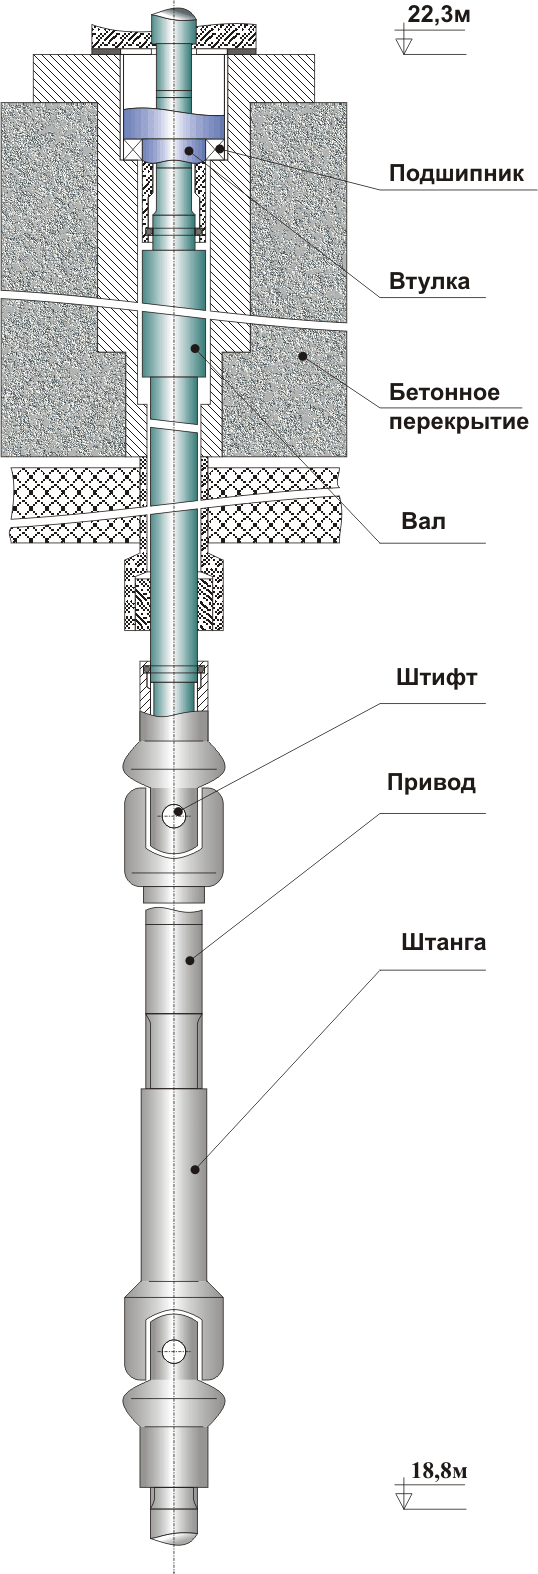 22,3м
Подшипник
Втулка
Бетонное
перекрытие
Вал
Штифт
Привод
Штанга
18,8м